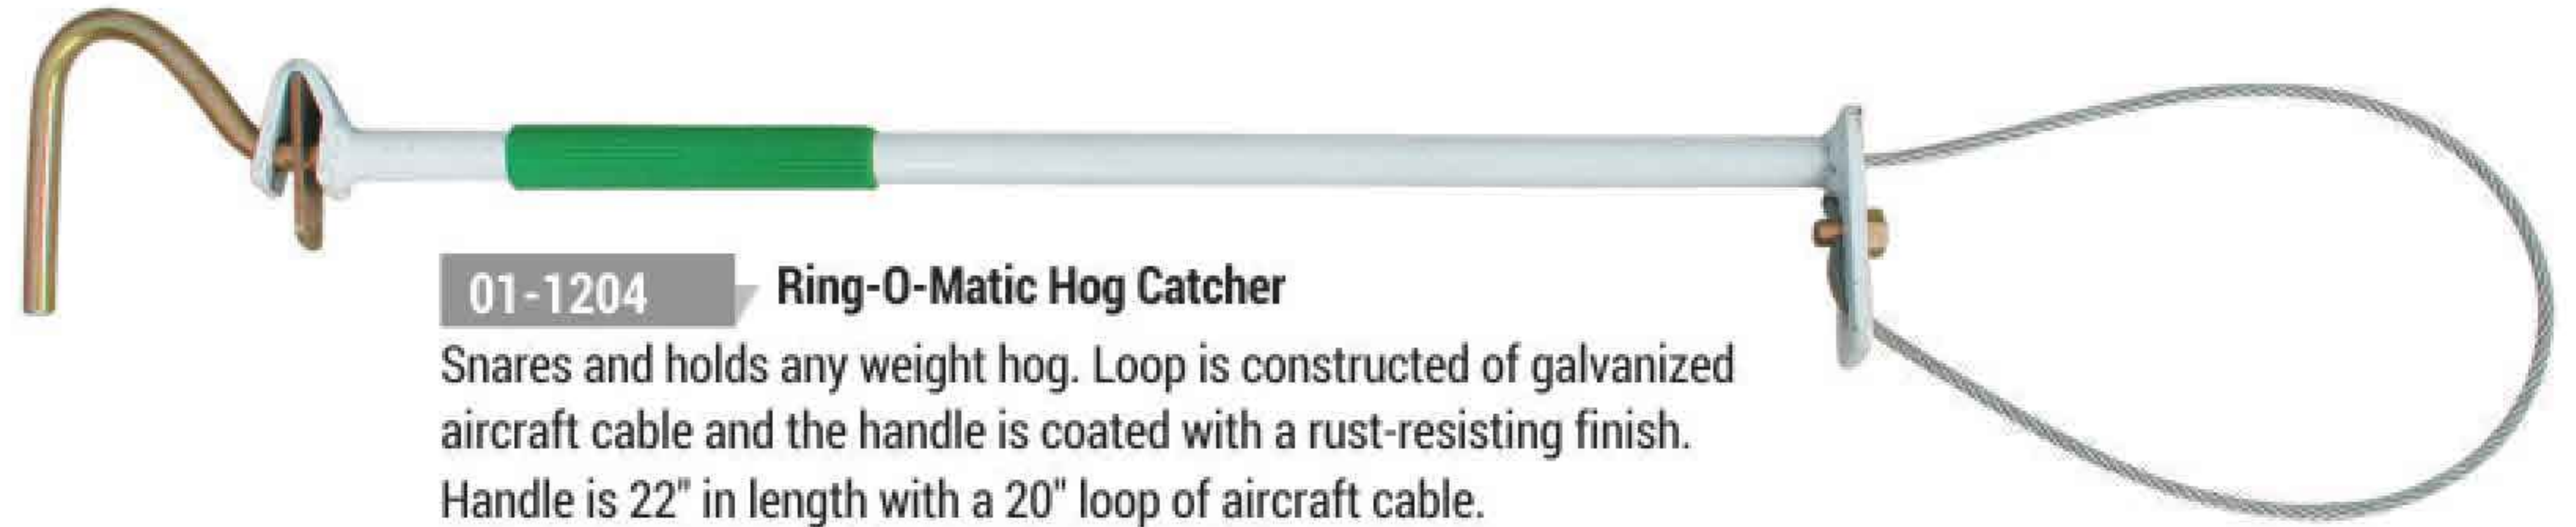 01-1204 Ring-O-Matic Hog Catcher
Snares and holds any weight hog. Loop is constructed of galvanized
aircraft cable and the handle is coated with a rust-resisting finish.
Handle is 22" in length with a 20" loop of aircraft cable.